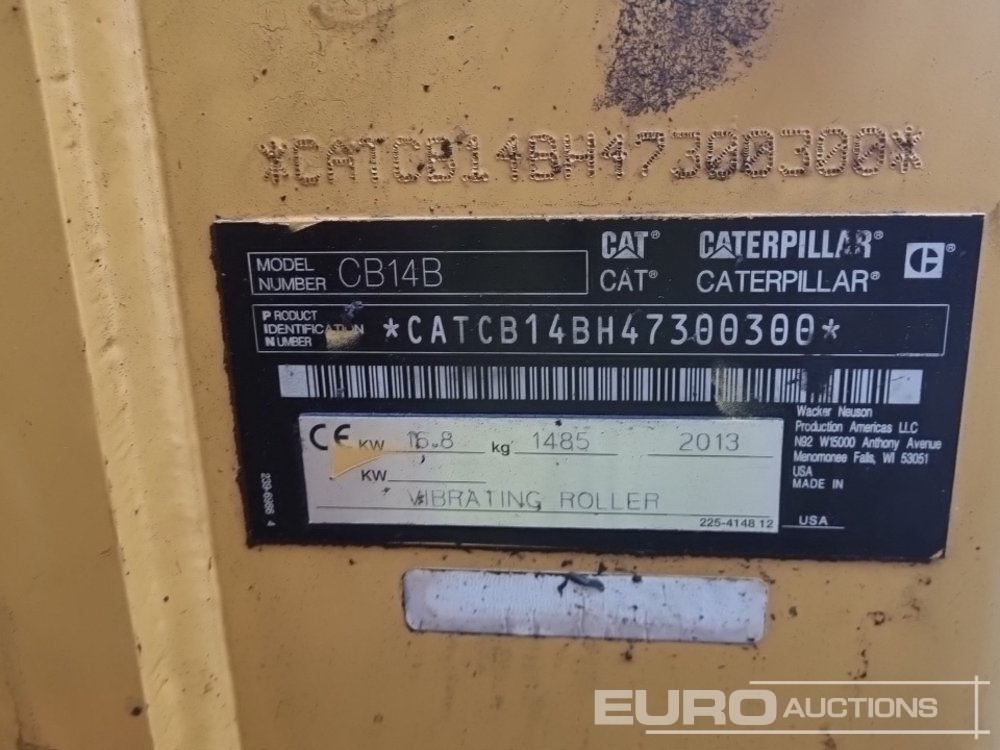 *CATCB14BH47300300*
MODEL NUMBER CB14B
CAT® CATERPILLAR® ®
CAT® CATERPILLAR®
PRODUCT IDENTIFICATION NUMBER *CATCB14BH47300300*
Wacker Neuson
Production Americas LLC
N92 W15000 Anthony Avenue
Menomonee Falls, WI 53051
USA
MADE IN
USA
CE KW 16.8 kg 1485 2013
KW
VIBRATING ROLLER
225-4148 12
EURO AUCTIONS